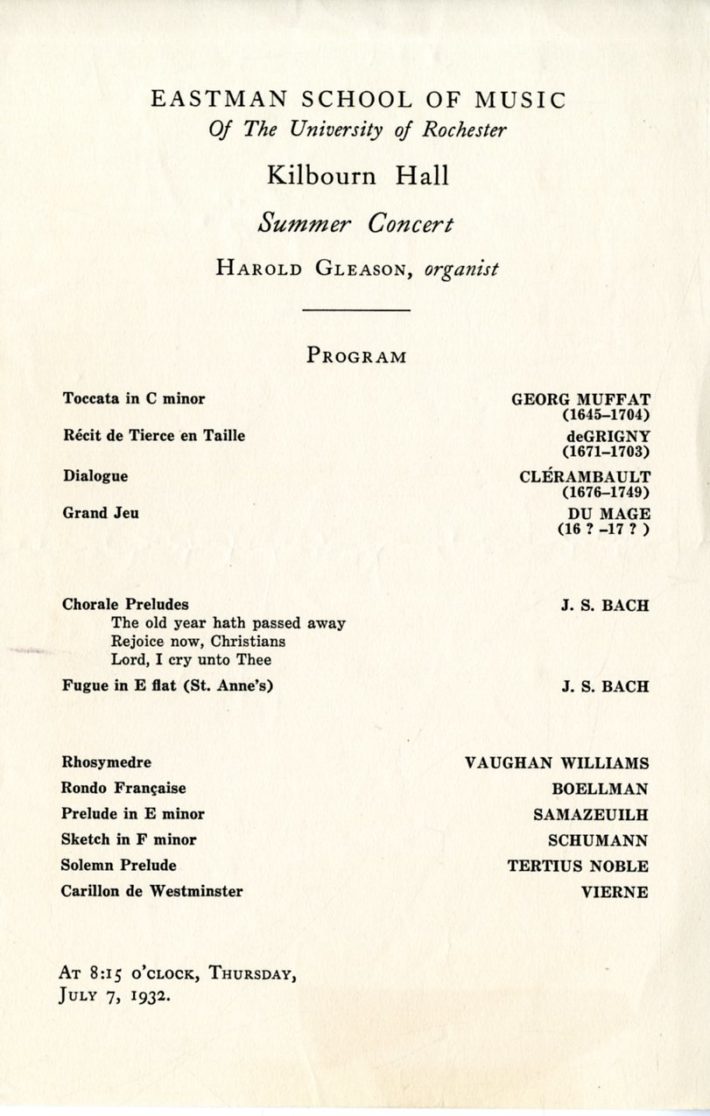 EASTMAN SCHOOL OF MUSIC
Of The University of Rochester
Kilbourn Hall
Summer Concert
HAROLD GLEASON, organist
PROGRAM
Toccata in C minor GEORG MUFFAT
(1645–1704)
Récit de Tierce en Taille deGRIGNY
(1671–1703)
Dialogue CLÉRAMBAULT
(1676–1749)
Grand Jeu DU MAGE
(16 ? –17 ? )
Chorale Preludes J. S. BACH
The old year hath passed away
Rejoice now, Christians
Lord, I cry unto Thee
Fugue in E flat (St. Anne's) J. S. BACH
Rhosymedre VAUGHAN WILLIAMS
Rondo Française BOELLMAN
Prelude in E minor SAMAZEUILH
Sketch in F minor SCHUMANN
Solemn Prelude TERTIUS NOBLE
Carillon de Westminster VIERNE
AT 8:15 O'CLOCK, THURSDAY,
JULY 7, 1932.